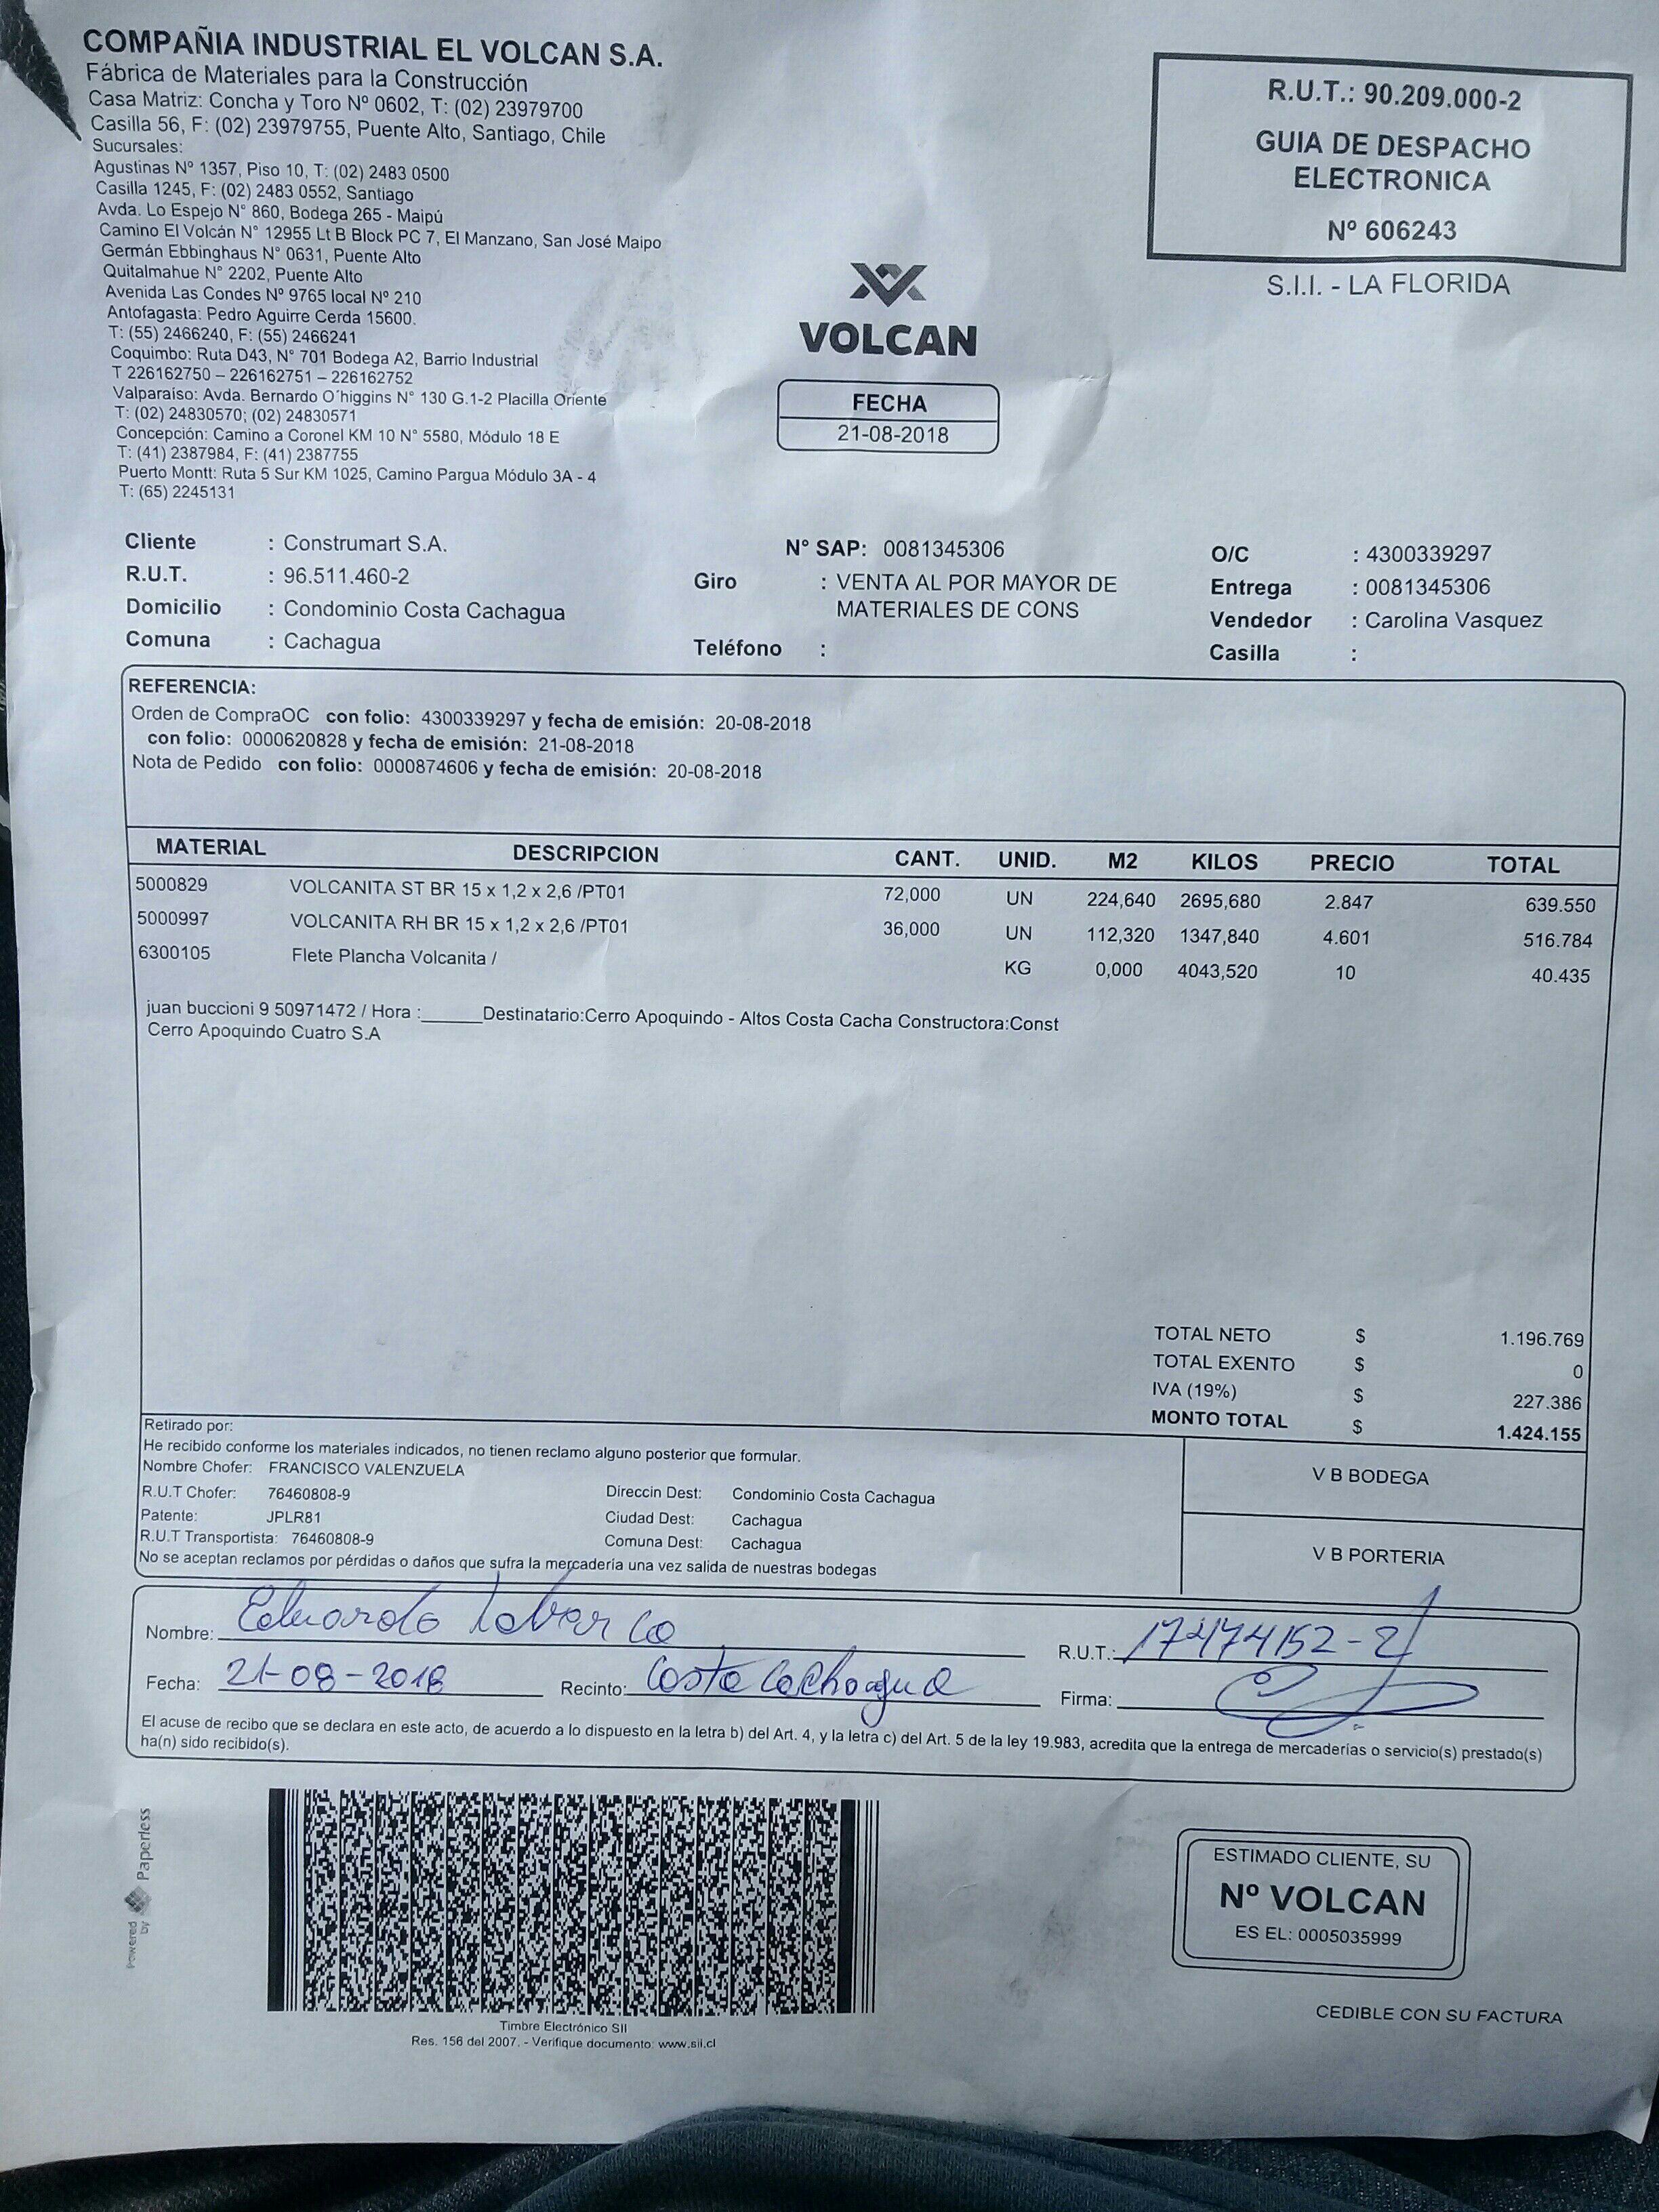 COMPAÑIA INDUSTRIAL EL VOLCAN S.A.
Fábrica de Materiales para la Construcción
Casa Matriz: Concha y Toro Nº 0602, T: (02) 23979700
Casilla 56, F: (02) 23979755, Puente Alto, Santiago, Chile
Sucursales:
Agustinas Nº 1357, Piso 10, T: (02) 2483 0500
Casilla 1245, F: (02) 2483 0552, Santiago
Avda. Lo Espejo N° 860, Bodega 265 - Maipú
Camino El Volcán N° 12955 Lt B Block PC 7, El Manzano, San José Maipo
Germán Ebbinghaus N° 0631, Puente Alto
Quitalmahue N° 2202, Puente Alto
Avenida Las Condes Nº 9765 local Nº 210
Antofagasta: Pedro Aguirre Cerda 15600.
T: (55) 2466240, F: (55) 2466241
Coquimbo: Ruta D43, N° 701 Bodega A2, Barrio Industrial
T 226162750 – 226162751 – 226162752
Valparaíso: Avda. Bernardo O´higgins N° 130 G.1-2 Placilla Oriente
T: (02) 24830570; (02) 24830571
Concepción: Camino a Coronel KM 10 N° 5580, Módulo 18 E
T: (41) 2387984, F: (41) 2387755
Puerto Montt: Ruta 5 Sur KM 1025, Camino Pargua Módulo 3A - 4
T: (65) 2245131
R.U.T.: 90.209.000-2
GUIA DE DESPACHO
ELECTRONICA
Nº 606243
S.I.I. - LA FLORIDA
VOLCAN
FECHA
21-08-2018
Cliente : Construmart S.A.
R.U.T. : 96.511.460-2
Domicilio : Condominio Costa Cachagua
Comuna : Cachagua
N° SAP: 0081345306
Giro : VENTA AL POR MAYOR DE
MATERIALES DE CONS
Teléfono :
O/C : 4300339297
Entrega : 0081345306
Vendedor : Carolina Vasquez
Casilla :
REFERENCIA:
Orden de CompraOC con folio: 4300339297 y fecha de emisión: 20-08-2018
con folio: 0000620828 y fecha de emisión: 21-08-2018
Nota de Pedido con folio: 0000874606 y fecha de emisión: 20-08-2018
MATERIAL DESCRIPCION CANT. UNID. M2 KILOS PRECIO TOTAL
5000829 VOLCANITA ST BR 15 x 1,2 x 2,6 /PT01 72,000 UN 224,640 2695,680 2.847 639.550
5000997 VOLCANITA RH BR 15 x 1,2 x 2,6 /PT01 36,000 UN 112,320 1347,840 4.601 516.784
6300105 Flete Plancha Volcanita / KG 0,000 4043,520 10 40.435
juan buccioni 9 50971472 / Hora :______Destinatario:Cerro Apoquindo - Altos Costa Cacha Constructora:Const
Cerro Apoquindo Cuatro S.A
TOTAL NETO $ 1.196.769
TOTAL EXENTO $ 0
IVA (19%) $ 227.386
MONTO TOTAL $ 1.424.155
Retirado por:
He recibido conforme los materiales indicados, no tienen reclamo alguno posterior que formular.
Nombre Chofer: FRANCISCO VALENZUELA
R.U.T Chofer: 76460808-9 Direccin Dest: Condominio Costa Cachagua
Patente: JPLR81 Ciudad Dest: Cachagua
R.U.T Transportista: 76460808-9 Comuna Dest: Cachagua
No se aceptan reclamos por pérdidas o daños que sufra la mercadería una vez salida de nuestras bodegas
V B BODEGA
V B PORTERIA
Nombre: Eduardo Labarca R.U.T.: 17474152-2
Fecha: 21-08-2018 Recinto: Costa Cachagua Firma:
El acuse de recibo que se declara en este acto, de acuerdo a lo dispuesto en la letra b) del Art. 4, y la letra c) del Art. 5 de la ley 19.983, acredita que la entrega de mercaderías o servicio(s) prestado(s)
ha(n) sido recibido(s).
Powered by Paperless
Timbre Electrónico SII
Res. 156 del 2007. - Verifique documento: www.sii.cl
ESTIMADO CLIENTE, SU
Nº VOLCAN
ES EL: 0005035999
CEDIBLE CON SU FACTURA